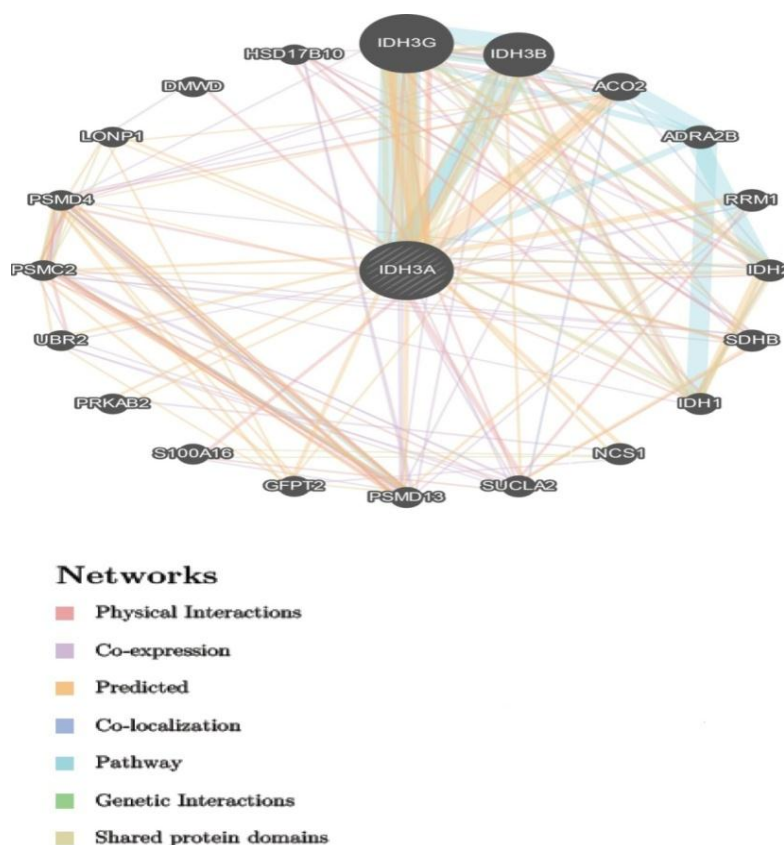 IDH3G
IDH3B
HSD17B10
ACO2
DMWD
ADRA2B
LONP1
PSMD4
RRM1
PSMC2
IDH3A
IDH2
UBR2
SDHB
PRKAB2
IDH1
S100A16
NCS1
GFPT2
PSMD13
SUCLA2
Networks
Physical Interactions
Co-expression
Predicted
Co-localization
Pathway
Genetic Interactions
Shared protein domains